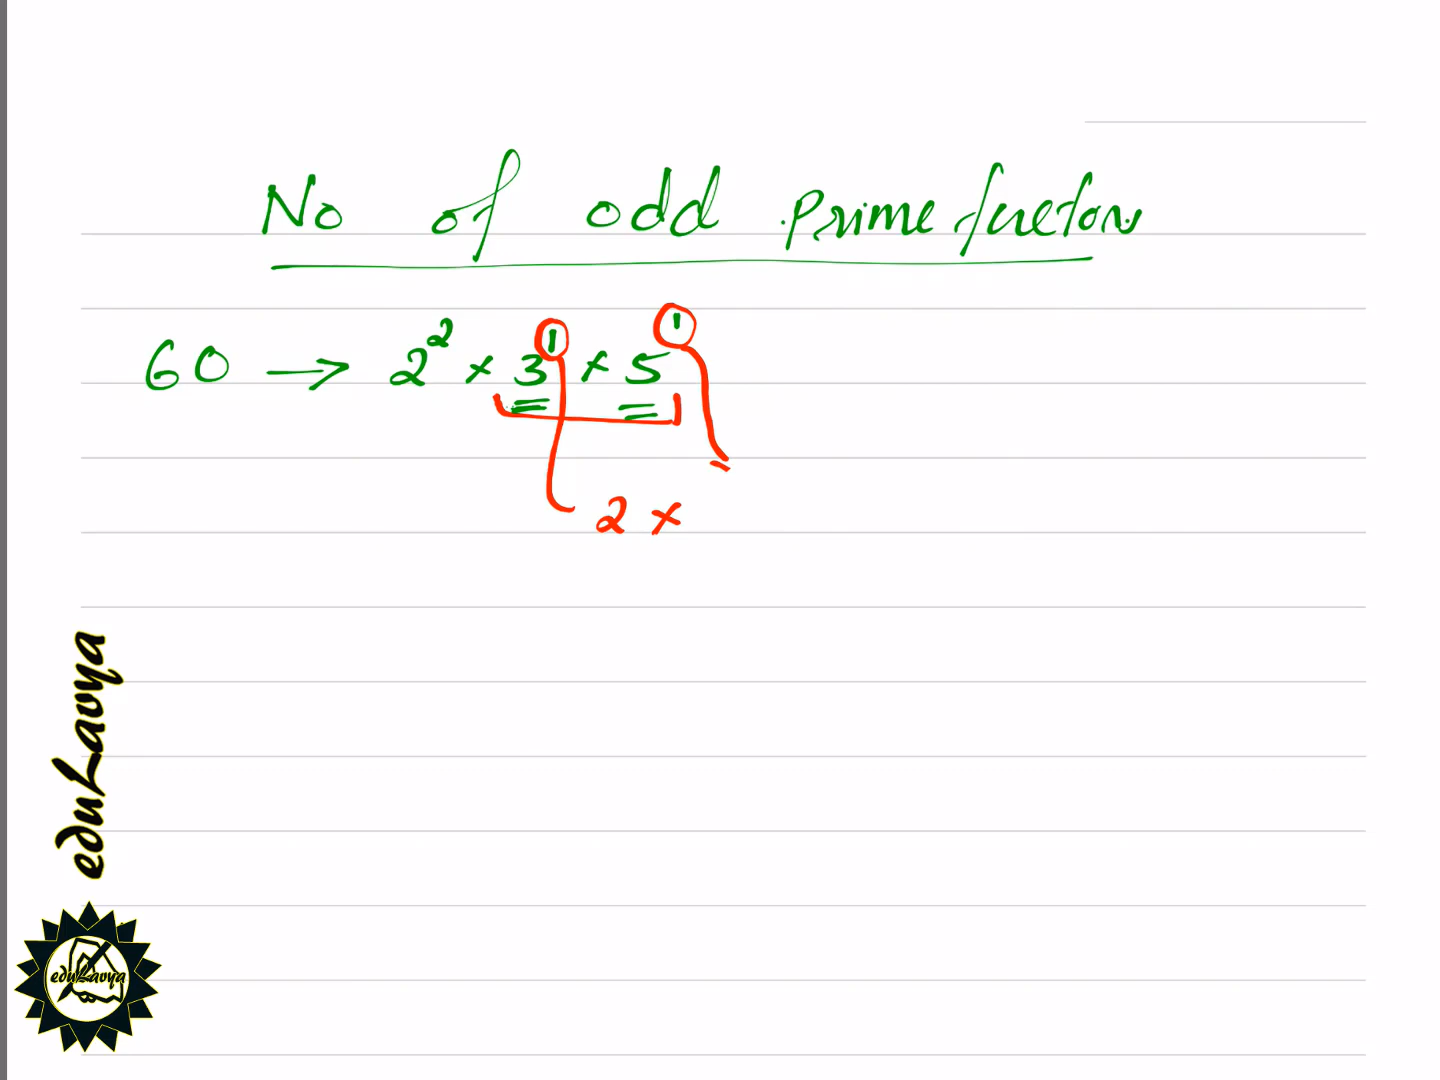 No of odd prime factors
60 → 2² × 3¹ × 5¹
2 ×
eduLavya
eduLavya